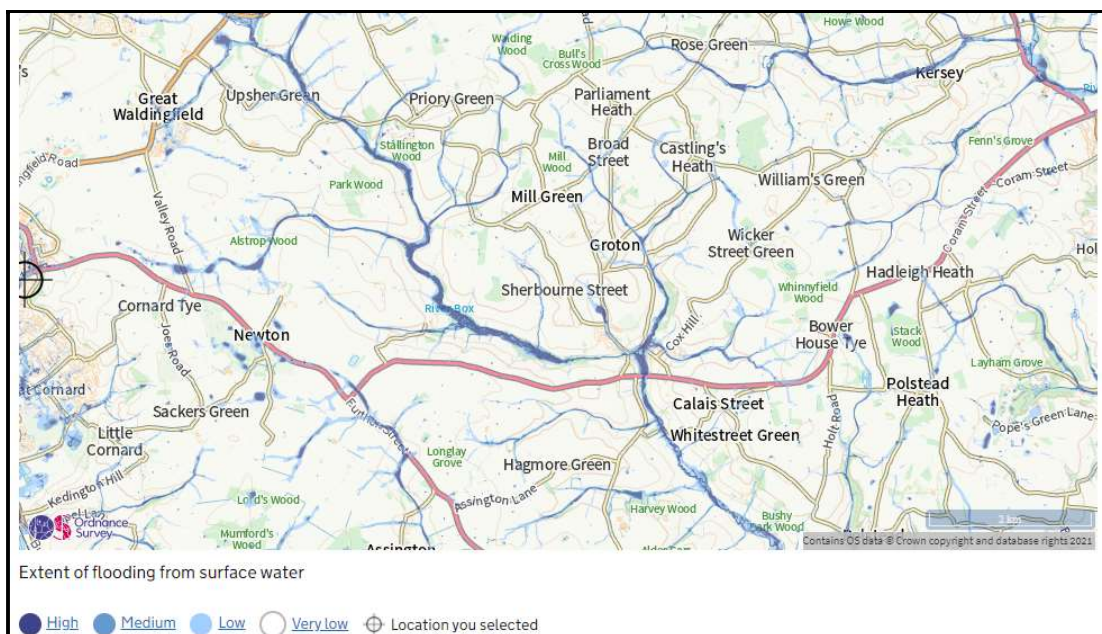 Howe Wood
Walding
Wood
Bull's
Cross Wood
Rose Green
Kersey
Great
Waldingfield
Upsher Green
Priory Green
Parliament
Heath
Fenn's Grove
Stallington
Wood
Broad
Street
Castling's
Heath
Mill
Wood
Park Wood
William's Green
Coram Street
Coram Street
Mill Green
Valley Road
Alstrop Wood
Groton
Wicker
Street Green
Hadleigh Heath
Sherbourne Street
Whinnyfield
Wood
Cornard Tye
River Box
Cox Hill
Bower
House Tye
Stack
Wood
Newton
Joes Road
Layham Grove
Polstead
Heath
Sackers Green
Calais Street
Holt Road
Pope's Green Lane
Little
Cornard
Whitestreet Green
Longlay
Grove
Hagmore Green
Kedington Hill
Assington Lane
Lord's Wood
Harvey Wood
Bushy
Park Wood
Ordnance
Survey
Mumford's
Wood
Assington
Contains OS data © Crown copyright and database rights 2021
Extent of flooding from surface water
High Medium Low Very low Location you selected